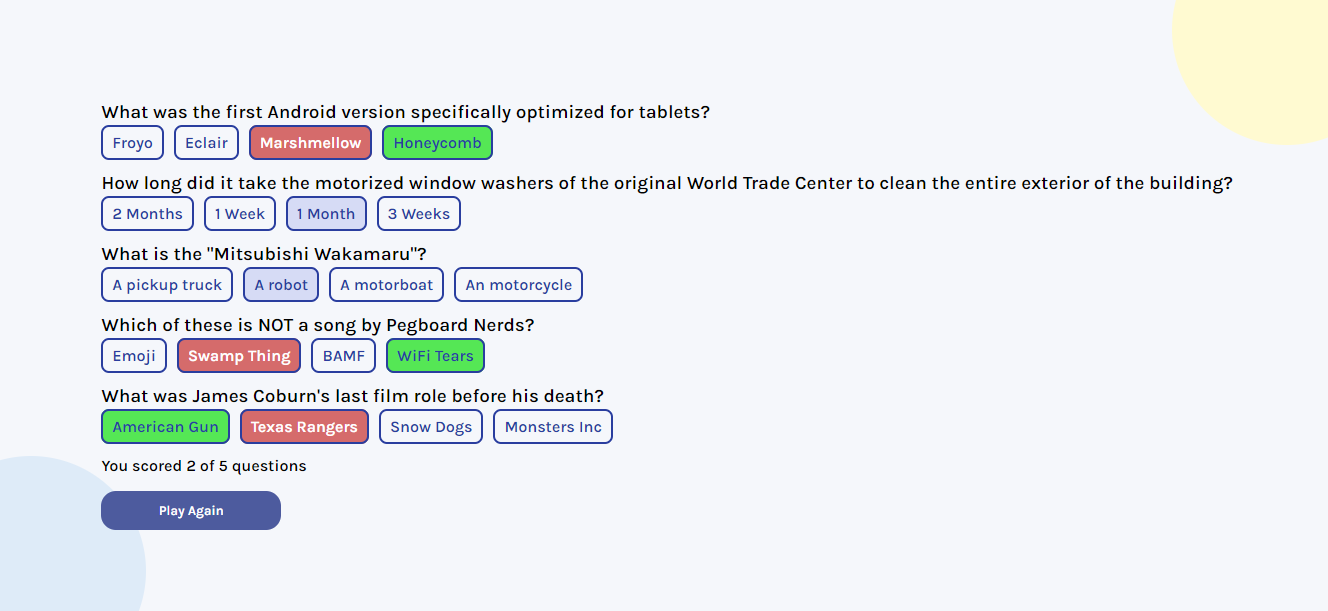 What was the first Android version specifically optimized for tablets?
Froyo Eclair Marshmellow Honeycomb
How long did it take the motorized window washers of the original World Trade Center to clean the entire exterior of the building?
2 Months 1 Week 1 Month 3 Weeks
What is the "Mitsubishi Wakamaru"?
A pickup truck A robot A motorboat An motorcycle
Which of these is NOT a song by Pegboard Nerds?
Emoji Swamp Thing BAMF WiFi Tears
What was James Coburn's last film role before his death?
American Gun Texas Rangers Snow Dogs Monsters Inc
You scored 2 of 5 questions
Play Again